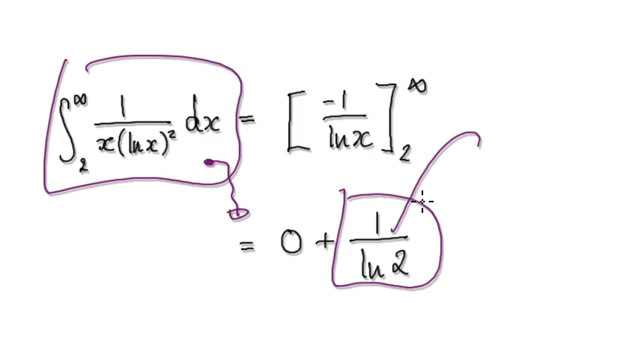 ∫₂^∞ 1/(x(ln x)²) dx = [-1/(ln x)]₂^∞
= 0 + 1/(ln 2)